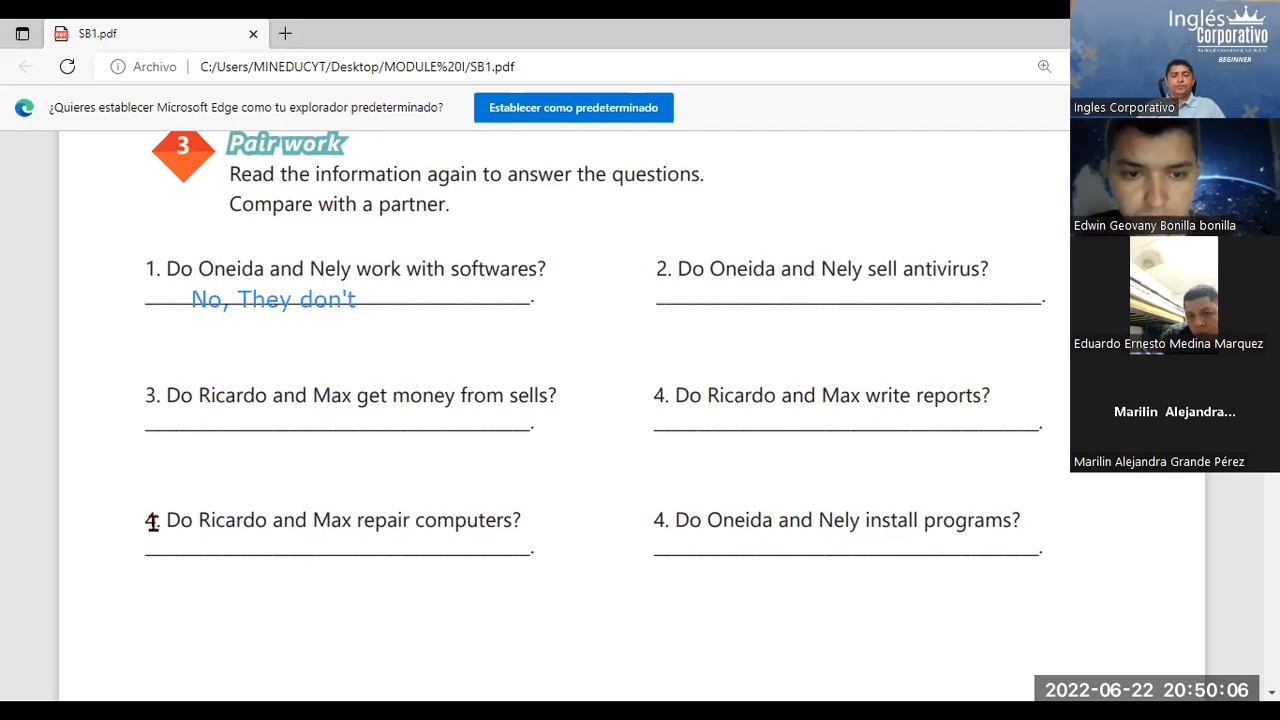 SB1.pdf
Archivo
C:/Users/MINEDUCYT/Desktop/MODULE%20I/SB1.pdf
¿Quieres establecer Microsoft Edge como tu explorador predeterminado?
Establecer como predeterminado
3 Pair work
Read the information again to answer the questions.
Compare with a partner.
1. Do Oneida and Nely work with softwares?
No, They don't
2. Do Oneida and Nely sell antivirus?
3. Do Ricardo and Max get money from sells?
4. Do Ricardo and Max write reports?
4. Do Ricardo and Max repair computers?
4. Do Oneida and Nely install programs?
Inglés
Corporativo
BEGINNER
Ingles Corporativo
Edwin Geovany Bonilla bonilla
Eduardo Ernesto Medina Marquez
Marilin Alejandra...
Marilin Alejandra Grande Pérez
2022-06-22 20:50:06